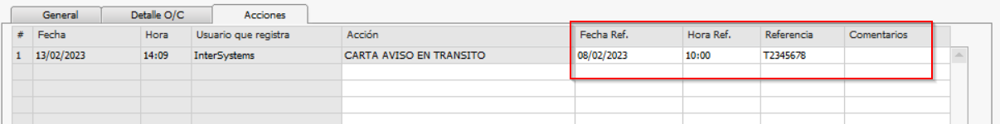 General Detalle O/C Acciones
# Fecha Hora Usuario que registra Acción Fecha Ref. Hora Ref. Referencia Comentarios
1 13/02/2023 14:09 InterSystems CARTA AVISO EN TRANSITO 08/02/2023 10:00 T2345678